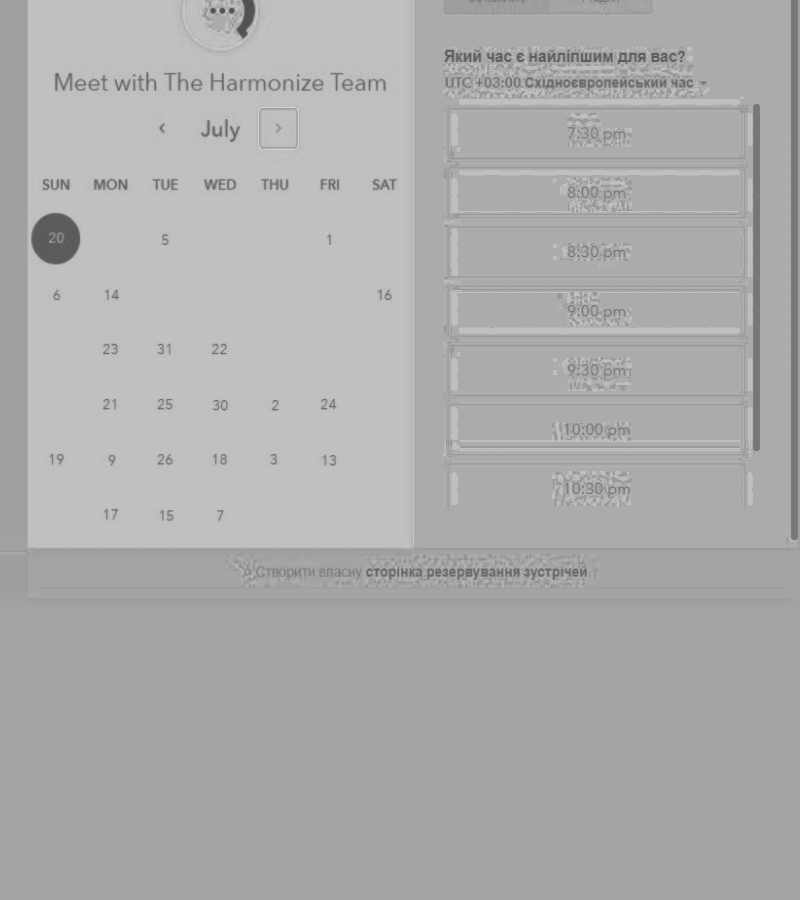 Meet with The Harmonize Team
July
SUN MON TUE WED THU FRI SAT
20 5 1
6 14 16
23 31 22
21 25 30 2 24
19 9 26 18 3 13
17 15 7
Який час є найліпшим для вас?
UTC +03:00 Східноєвропейський час
7:30 pm
8:00 pm
8:30 pm
9:00 pm
9:30 pm
10:00 pm
10:30 pm
Створити власну сторінка резервування зустрічей